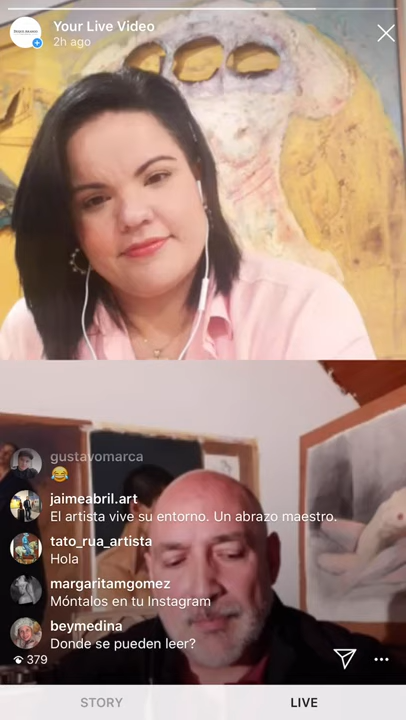 Your Live Video
2h ago
gustavomarca
😂
jaimeabril.art
El artista vive su entorno. Un abrazo maestro.
tato_rua_artista
Hola
margaritamgomez
Móntalos en tu Instagram
beymedina
Donde se pueden leer?
379
STORY
LIVE